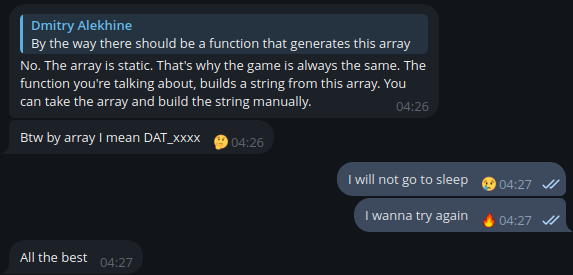 Dmitry Alekhine
By the way there should be a function that generates this array
No. The array is static. That's why the game is always the same. The
function you're talking about, builds a string from this array. You
can take the array and build the string manually.
04:26
Btw by array I mean DAT_xxxx 🤔 04:26
I will not go to sleep 😢 04:27
I wanna try again 🔥 04:27
All the best 04:27